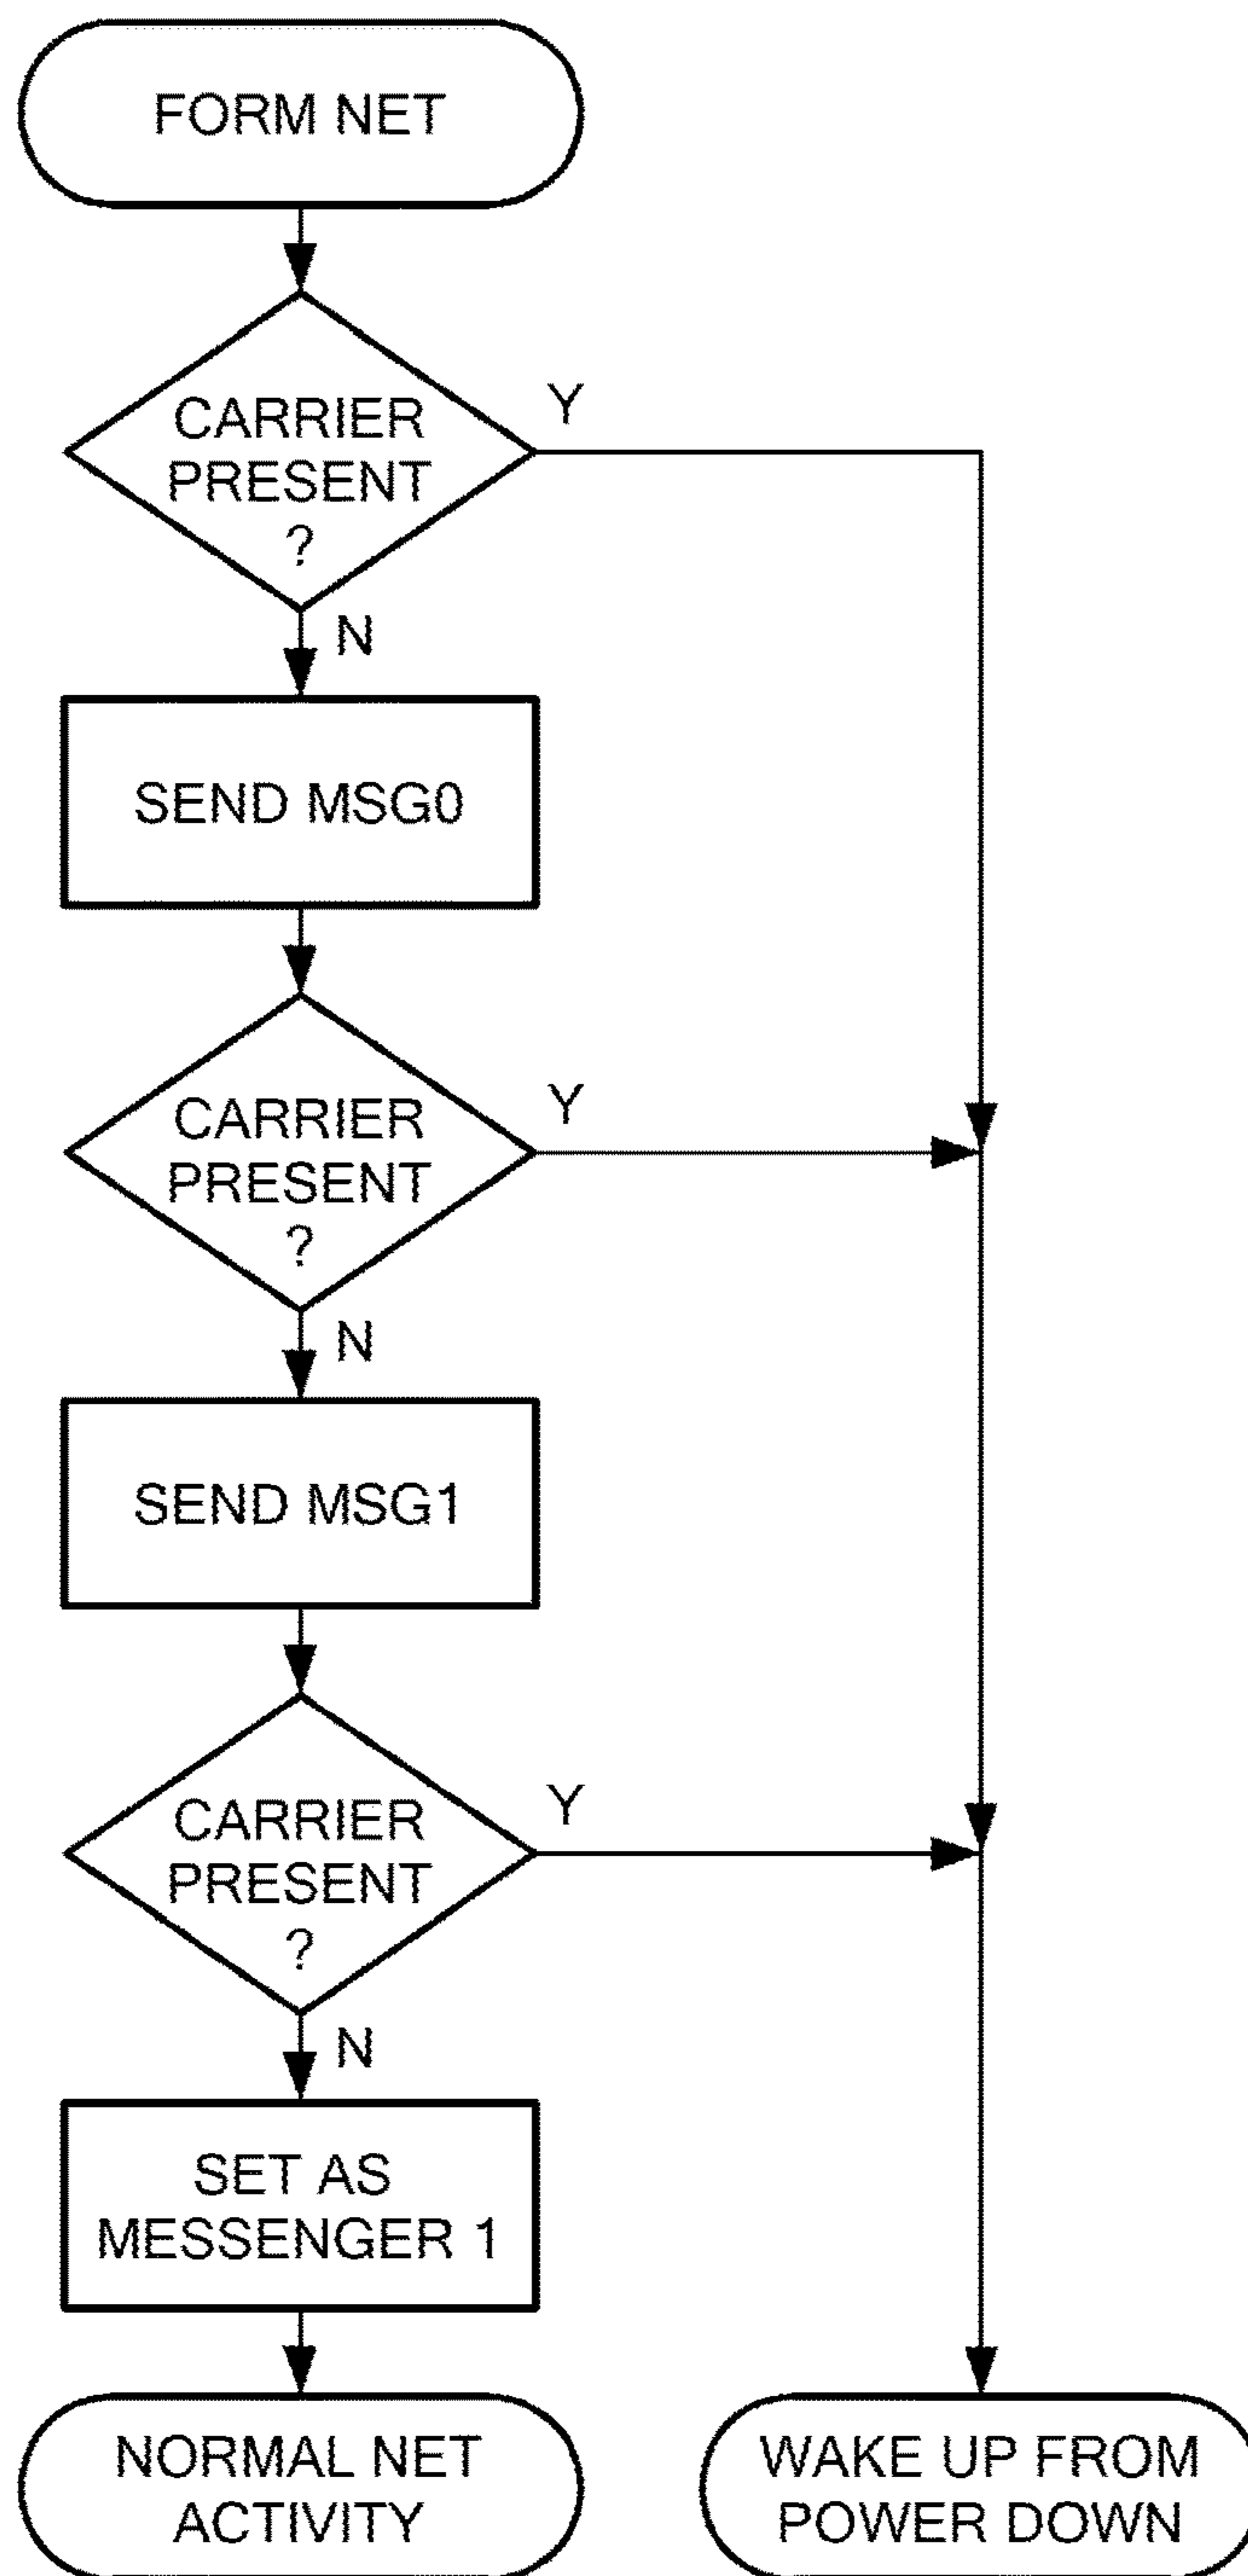 FORM NET
CARRIER
PRESENT
?
Y
N
SEND MSG0
CARRIER
PRESENT
?
Y
N
SEND MSG1
CARRIER
PRESENT
?
Y
N
SET AS
MESSENGER 1
NORMAL NET
ACTIVITY
WAKE UP FROM
POWER DOWN